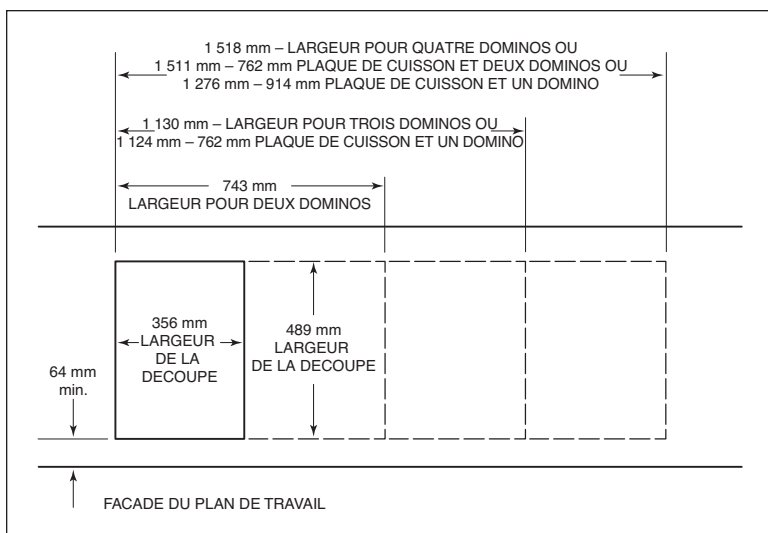 1 518 mm – LARGEUR POUR QUATRE DOMINOS OU
1 511 mm – 762 mm PLAQUE DE CUISSON ET DEUX DOMINOS OU
1 276 mm – 914 mm PLAQUE DE CUISSON ET UN DOMINO
1 130 mm – LARGEUR POUR TROIS DOMINOS OU
1 124 mm – 762 mm PLAQUE DE CUISSON ET UN DOMINO
743 mm
LARGEUR POUR DEUX DOMINOS
356 mm
LARGEUR
DE LA
DECOUPE
489 mm
LARGEUR
DE LA DECOUPE
64 mm
min.
FACADE DU PLAN DE TRAVAIL